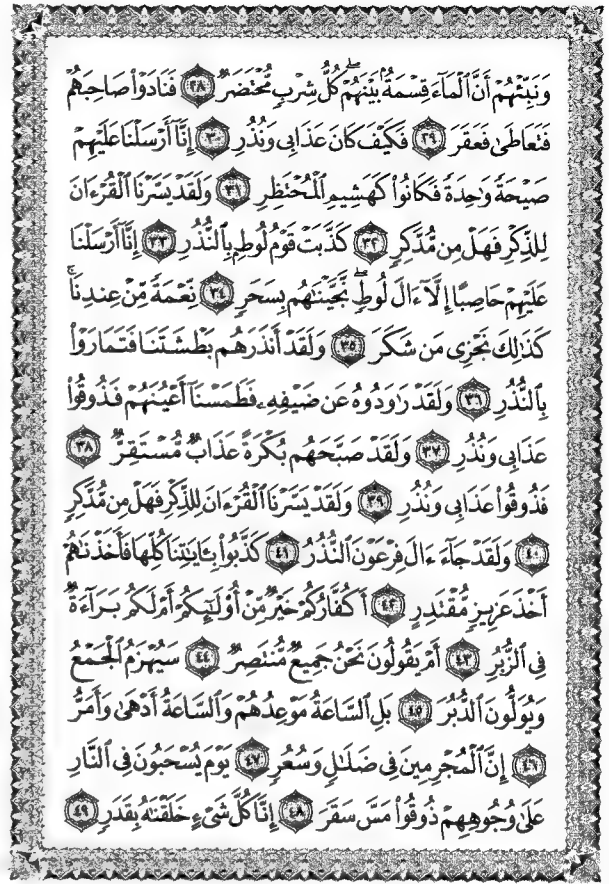 وَنَبِّئْهُمْ أَنَّ ٱلْمَآءَ قِسْمَةٌۢ بَيْنَهُمْ ۖ كُلُّ شِرْبٍ مُّحْتَضَرٌ ٢٨ فَنَادَوْا۟ صَاحِبَهُمْ
فَتَعَاطَىٰ فَعَقَرَ ٢٩ فَكَيْفَ كَانَ عَذَابِى وَنُذُرِ ٣٠ إِنَّآ أَرْسَلْنَا عَلَيْهِمْ
صَيْحَةً وَٰحِدَةً فَكَانُوا۟ كَهَشِيمِ ٱلْمُحْتَظِرِ ٣١ وَلَقَدْ يَسَّرْنَا ٱلْقُرْءَانَ
لِلذِّكْرِ فَهَلْ مِن مُّدَّكِرٍ ٣٢ كَذَّبَتْ قَوْمُ لُوطٍۭ بِٱلنُّذُرِ ٣٣ إِنَّآ أَرْسَلْنَا
عَلَيْهِمْ حَاصِبًا إِلَّآ ءَالَ لُوطٍ ۖ نَّجَّيْنَٰهُم بِسَحَرٍ ٣٤ نِّعْمَةً مِّنْ عِندِنَا ۚ
كَذَٰلِكَ نَجْزِى مَن شَكَرَ ٣٥ وَلَقَدْ أَنذَرَهُم بَطْشَتَنَا فَتَمَارَوْا۟
بِٱلنُّذُرِ ٣٦ وَلَقَدْ رَٰوَدُوهُ عَن ضَيْفِهِۦ فَطَمَسْنَآ أَعْيُنَهُمْ فَذُوقُوا۟
عَذَابِى وَنُذُرِ ٣٧ وَلَقَدْ صَبَّحَهُم بُكْرَةً عَذَابٌ مُّسْتَقِرٌّ ٣٨
فَذُوقُوا۟ عَذَابِى وَنُذُرِ ٣٩ وَلَقَدْ يَسَّرْنَا ٱلْقُرْءَانَ لِلذِّكْرِ فَهَلْ مِن مُّدَّكِرٍ
٤٠ وَلَقَدْ جَآءَ ءَالَ فِرْعَوْنَ ٱلنُّذُرُ ٤١ كَذَّبُوا۟ بِـَٔايَٰتِنَا كُلِّهَا فَأَخَذْنَٰهُمْ
أَخْذَ عَزِيزٍ مُّقْتَدِرٍ ٤٢ أَكُفَّارُكُمْ خَيْرٌ مِّنْ أُو۟لَٰٓئِكُمْ أَمْ لَكُم بَرَآءَةٌ
فِى ٱلزُّبُرِ ٤٣ أَمْ يَقُولُونَ نَحْنُ جَمِيعٌ مُّنتَصِرٌ ٤٤ سَيُهْزَمُ ٱلْجَمْعُ
وَيُوَلُّونَ ٱلدُّبُرَ ٤٥ بَلِ ٱلسَّاعَةُ مَوْعِدُهُمْ وَٱلسَّاعَةُ أَدْهَىٰ وَأَمَرُّ
٤٦ إِنَّ ٱلْمُجْرِمِينَ فِى ضَلَٰلٍ وَسُعُرٍ ٤٧ يَوْمَ يُسْحَبُونَ فِى ٱلنَّارِ
عَلَىٰ وُجُوهِهِمْ ذُوقُوا۟ مَسَّ سَقَرَ ٤٨ إِنَّا كُلَّ شَىْءٍ خَلَقْنَٰهُ بِقَدَرٍ ٤٩